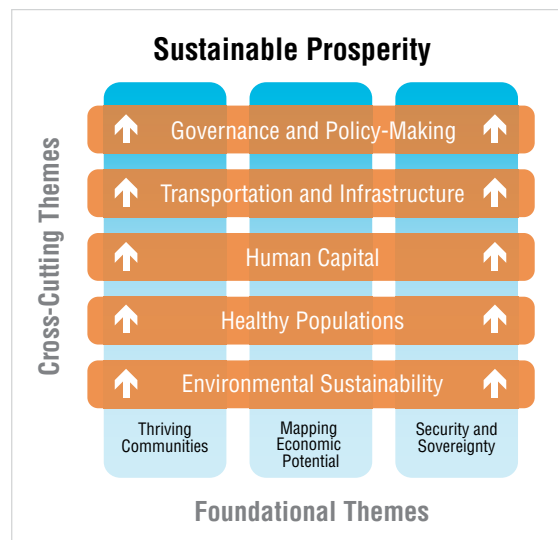 Sustainable Prosperity
Cross-Cutting Themes
Governance and Policy-Making
Transportation and Infrastructure
Human Capital
Healthy Populations
Environmental Sustainability
Thriving
Communities
Mapping
Economic
Potential
Security and
Sovereignty
Foundational Themes